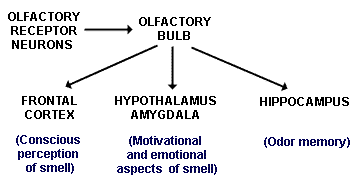 OLFACTORY
RECEPTOR
NEURONS
OLFACTORY
BULB
FRONTAL
CORTEX
(Conscious
perception
of smell)
HYPOTHALAMUS
AMYGDALA
(Motivational
and emotional
aspects of smell)
HIPPOCAMPUS
(Odor memory)